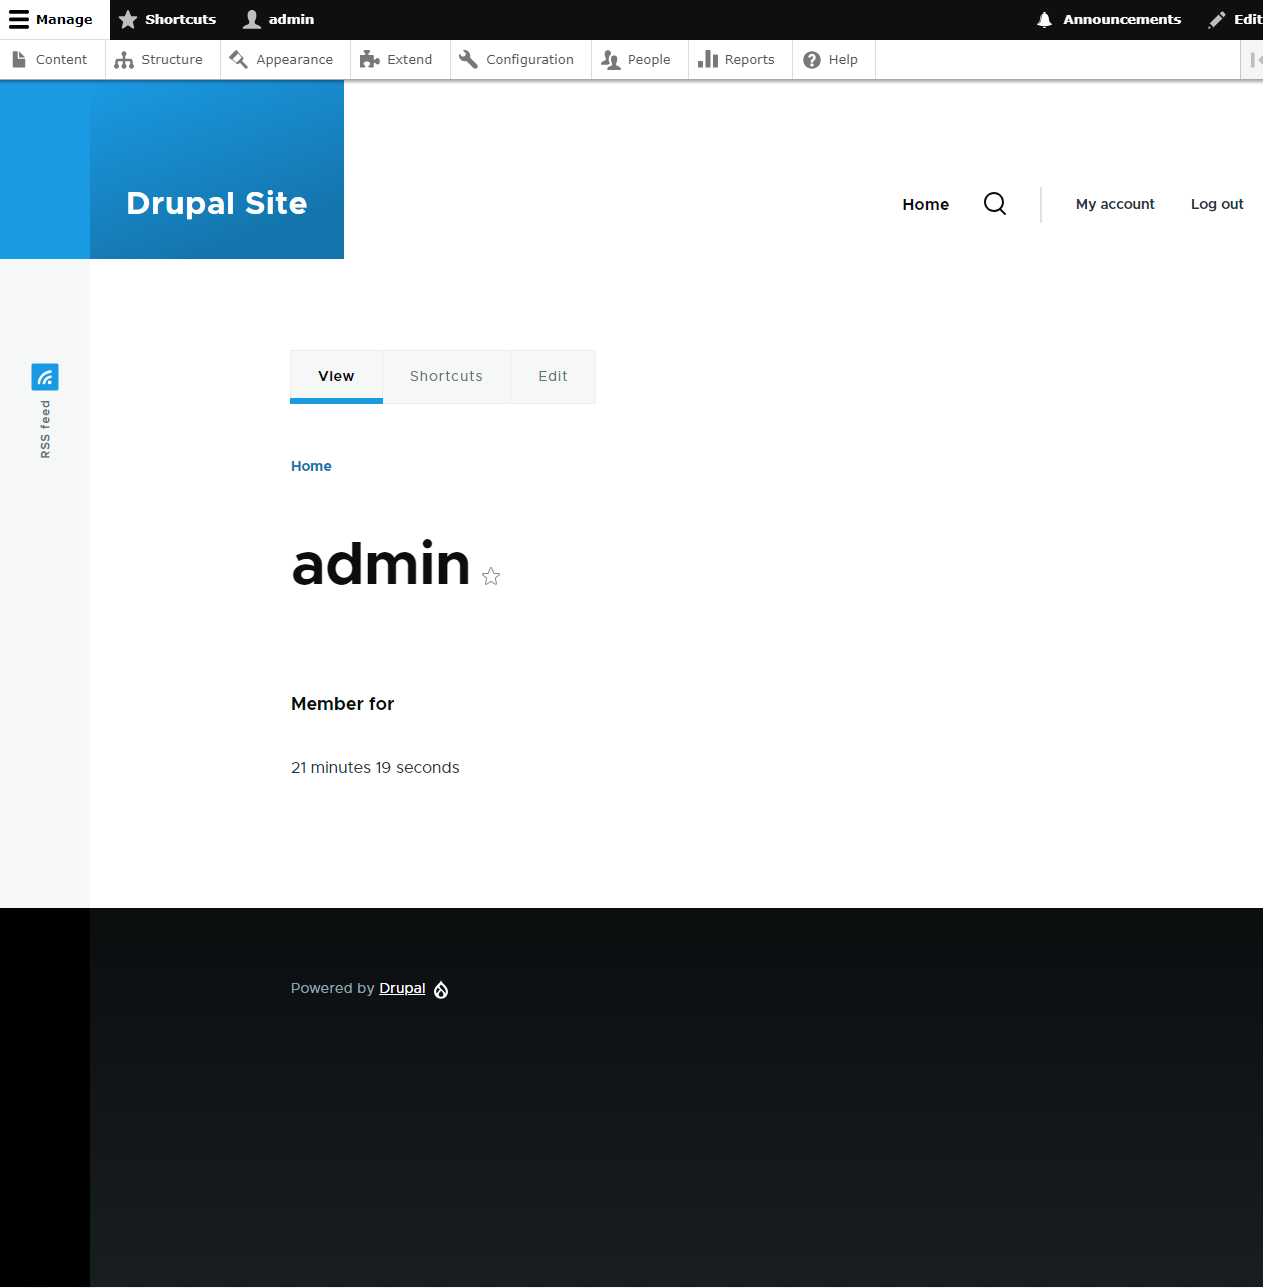 Manage Shortcuts admin Announcements Edit
Content Structure Appearance Extend Configuration People Reports Help
Drupal Site
Home My account Log out
RSS feed
View Shortcuts Edit
Home
admin
Member for
21 minutes 19 seconds
Powered by Drupal